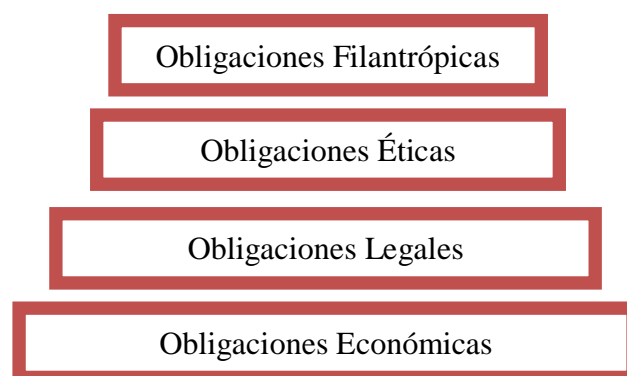 Obligaciones Filantrópicas
Obligaciones Éticas
Obligaciones Legales
Obligaciones Económicas